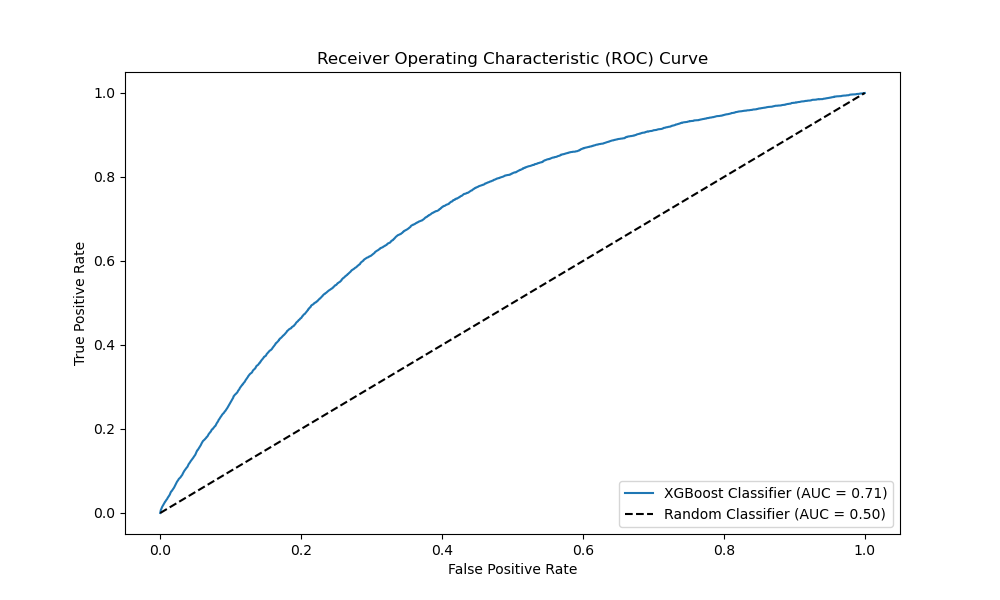 Receiver Operating Characteristic (ROC) Curve
1.0
0.8
0.6
0.4
0.2
0.0
True Positive Rate
0.0 0.2 0.4 0.6 0.8 1.0
False Positive Rate
XGBoost Classifier (AUC = 0.71)
Random Classifier (AUC = 0.50)